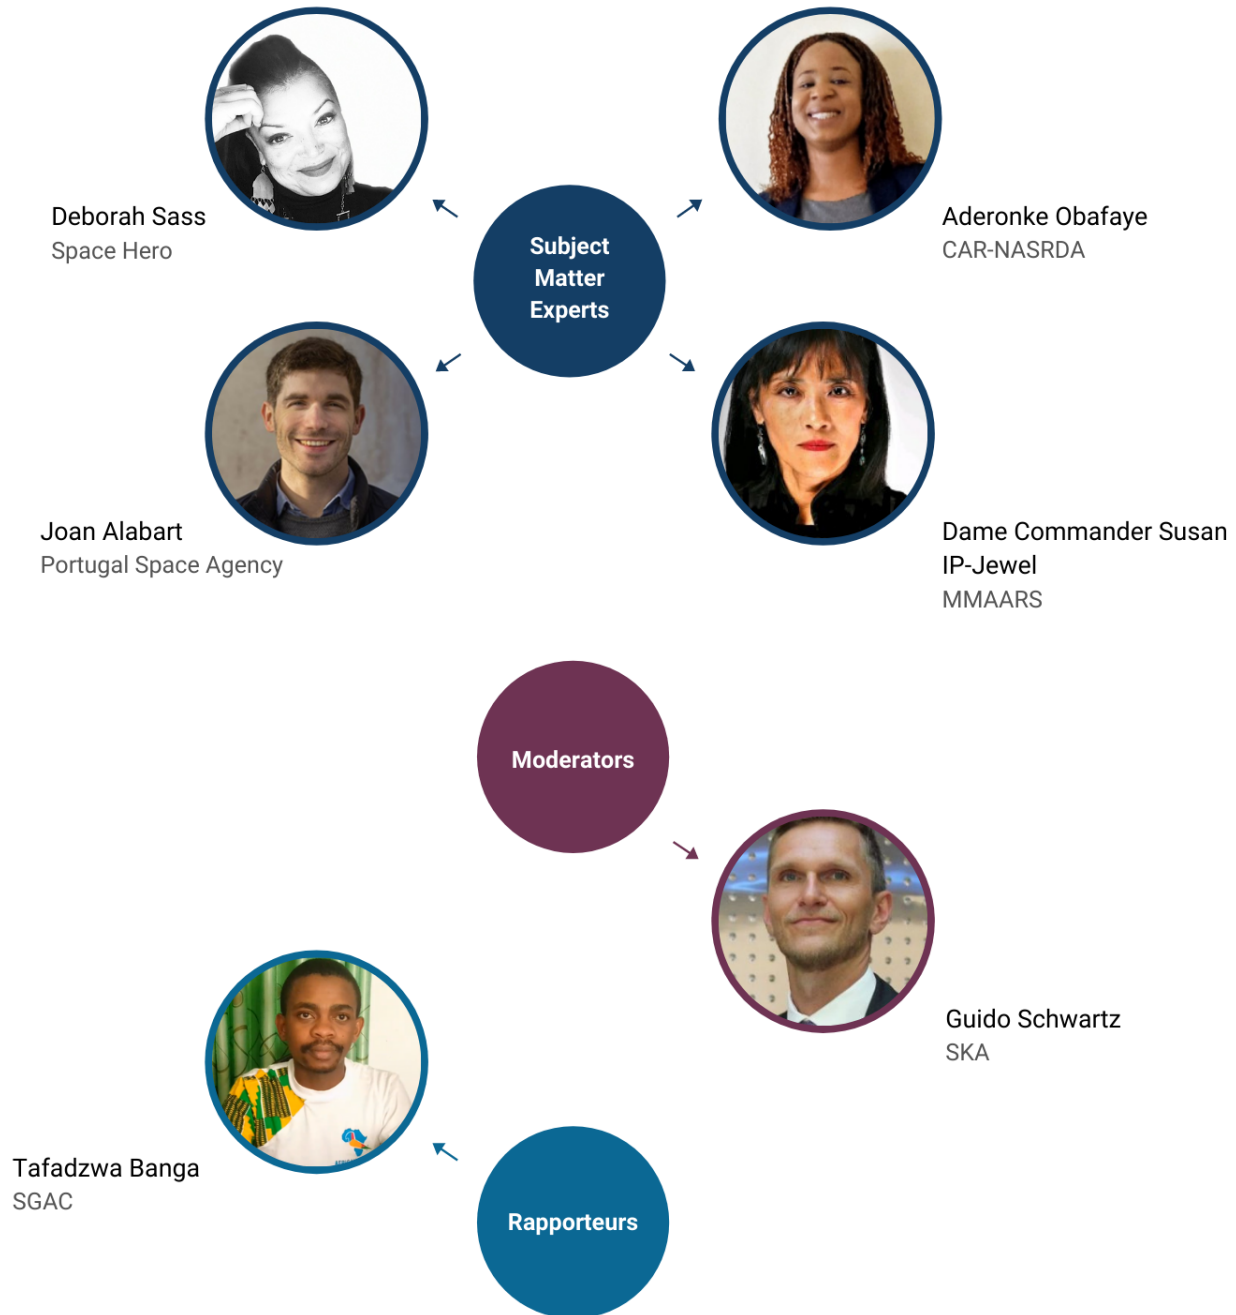 Deborah Sass
Space Hero
Subject
Matter
Experts
Aderonke Obafaye
CAR-NASRDA
Joan Alabart
Portugal Space Agency
Dame Commander Susan
IP-Jewel
MMAARS
Moderators
Guido Schwartz
SKA
Tafadzwa Banga
SGAC
Rapporteurs